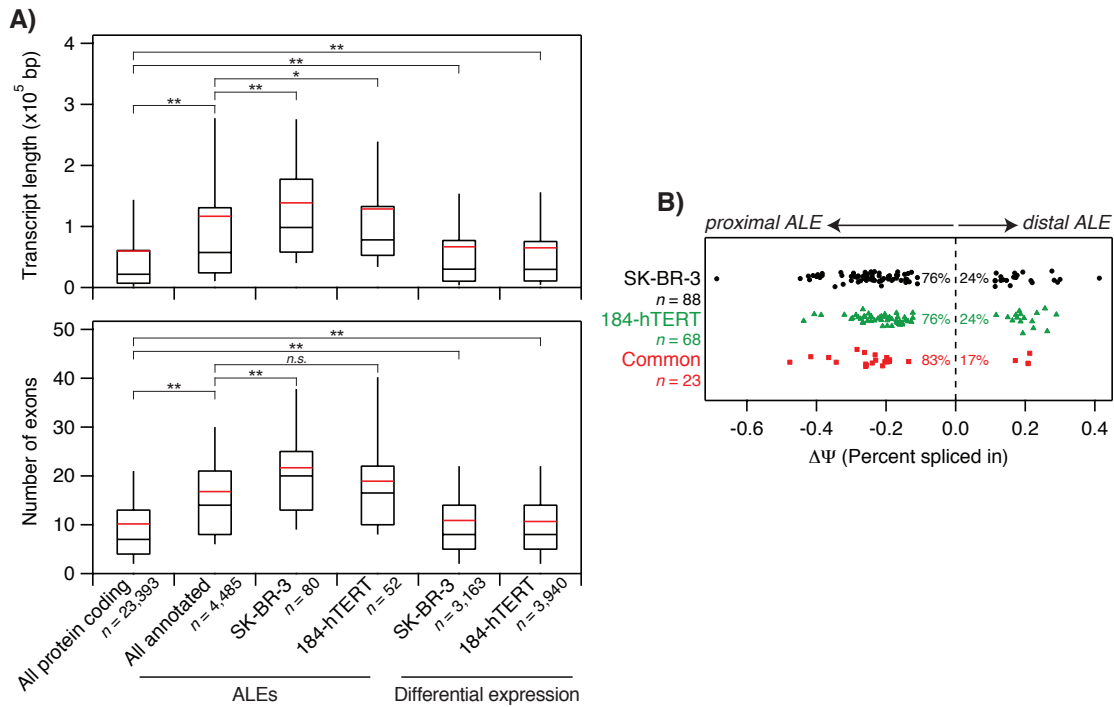 A)
4
3
2
1
0
Transcript length (x10⁵ bp)
**
**
*
**
**
50
40
30
20
10
0
Number of exons
**
**
n.s.
**
**
All protein coding
n = 23,393
All annotated
n = 4,485
SK-BR-3
n = 80
184-hTERT
n = 52
SK-BR-3
n = 3,163
184-hTERT
n = 3,940
ALEs
Differential expression
B)
proximal ALE
distal ALE
SK-BR-3
n = 88
76% 24%
184-hTERT
n = 68
76% 24%
Common
n = 23
83% 17%
-0.6 -0.4 -0.2 0.0 0.2 0.4
ΔΨ (Percent spliced in)